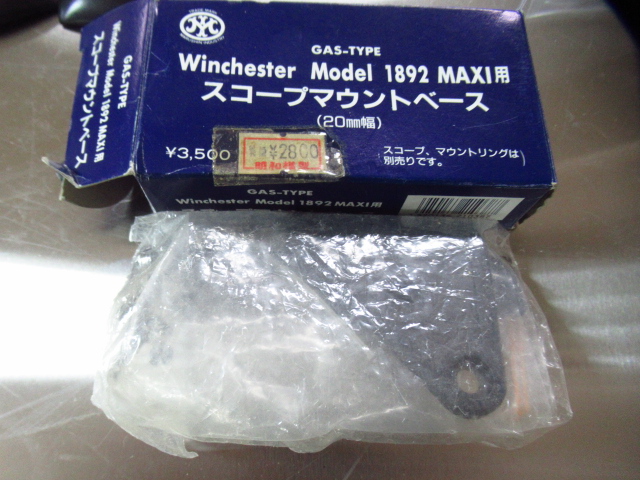 TRADE MARK
GAS-TYPE
Winchester Model 1892 MAXI用
スコープマウントベース
(20mm幅)
¥3,500
¥2800
スコープ、マウントリングは
別売りです。
GAS-TYPE
Winchester Model 1892 MAXI用
GAS-TYPE
Winchester Model 1892 MAXI用
スコープマウントベース